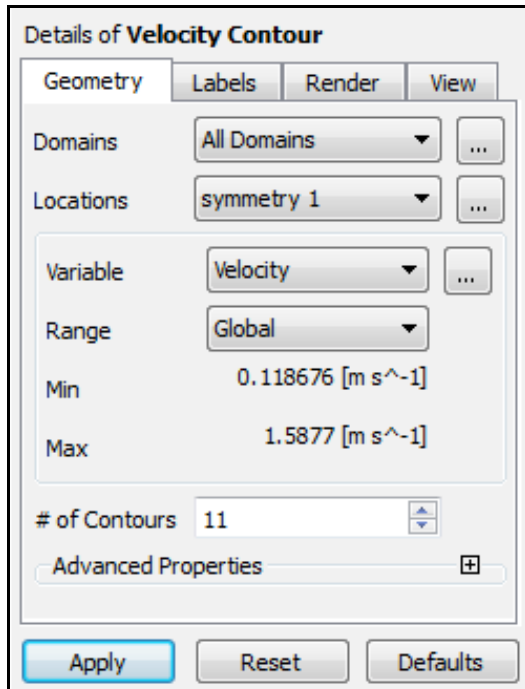 Details of Velocity Contour
Geometry Labels Render View
Domains All Domains ...
Locations symmetry 1 ...
Variable Velocity ...
Range Global
Min 0.118676 [m s^-1]
Max 1.5877 [m s^-1]
# of Contours 11
Advanced Properties
Apply Reset Defaults